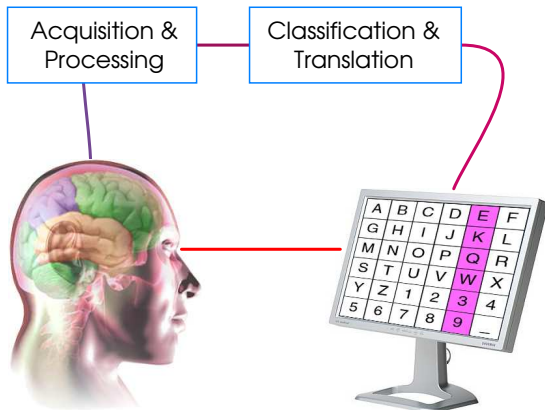 Acquisition &
Processing
Classification &
Translation
A B C D E F
G H I J K L
M N O P Q R
S T U V W X
Y Z 1 2 3 4
5 6 7 8 9 _